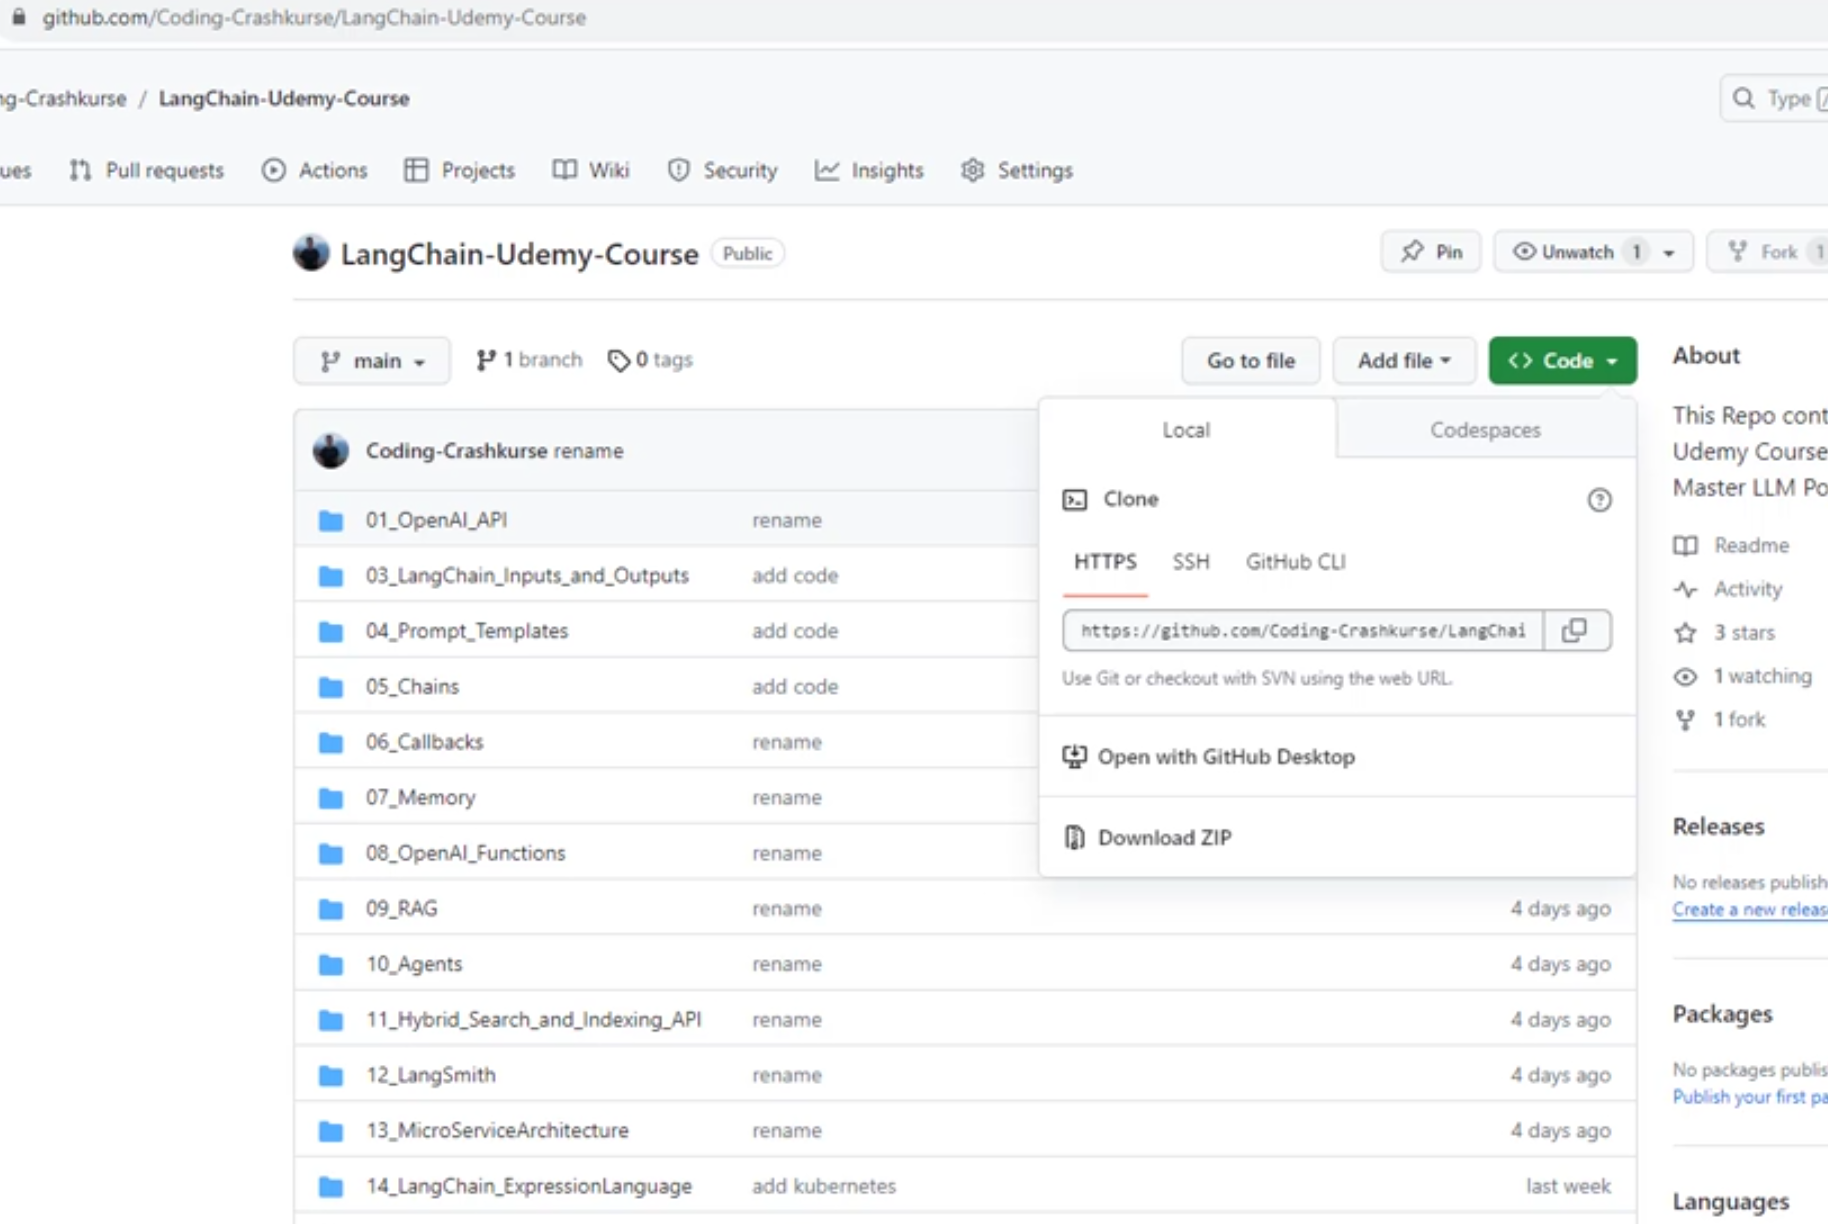 github.com/Coding-Crashkurse/LangChain-Udemy-Course
ng-Crashkurse / LangChain-Udemy-Course
Type /
ues Pull requests Actions Projects Wiki Security Insights Settings
LangChain-Udemy-Course Public
Pin Unwatch 1 Fork 1
main 1 branch 0 tags Go to file Add file <> Code
Coding-Crashkurse rename
01_OpenAI_API rename
03_LangChain_Inputs_and_Outputs add code
04_Prompt_Templates add code
05_Chains add code
06_Callbacks rename
07_Memory rename
08_OpenAI_Functions rename
09_RAG rename 4 days ago
10_Agents rename 4 days ago
11_Hybrid_Search_and_Indexing_API rename 4 days ago
12_LangSmith rename 4 days ago
13_MicroServiceArchitecture rename 4 days ago
14_LangChain_ExpressionLanguage add kubernetes last week
Local Codespaces
Clone
HTTPS SSH GitHub CLI
https://github.com/Coding-Crashkurse/LangChai
Use Git or checkout with SVN using the web URL.
Open with GitHub Desktop
Download ZIP
About
This Repo cont
Udemy Course
Master LLM Po
Readme
Activity
3 stars
1 watching
1 fork
Releases
No releases publish
Create a new releas
Packages
No packages publis
Publish your first pa
Languages